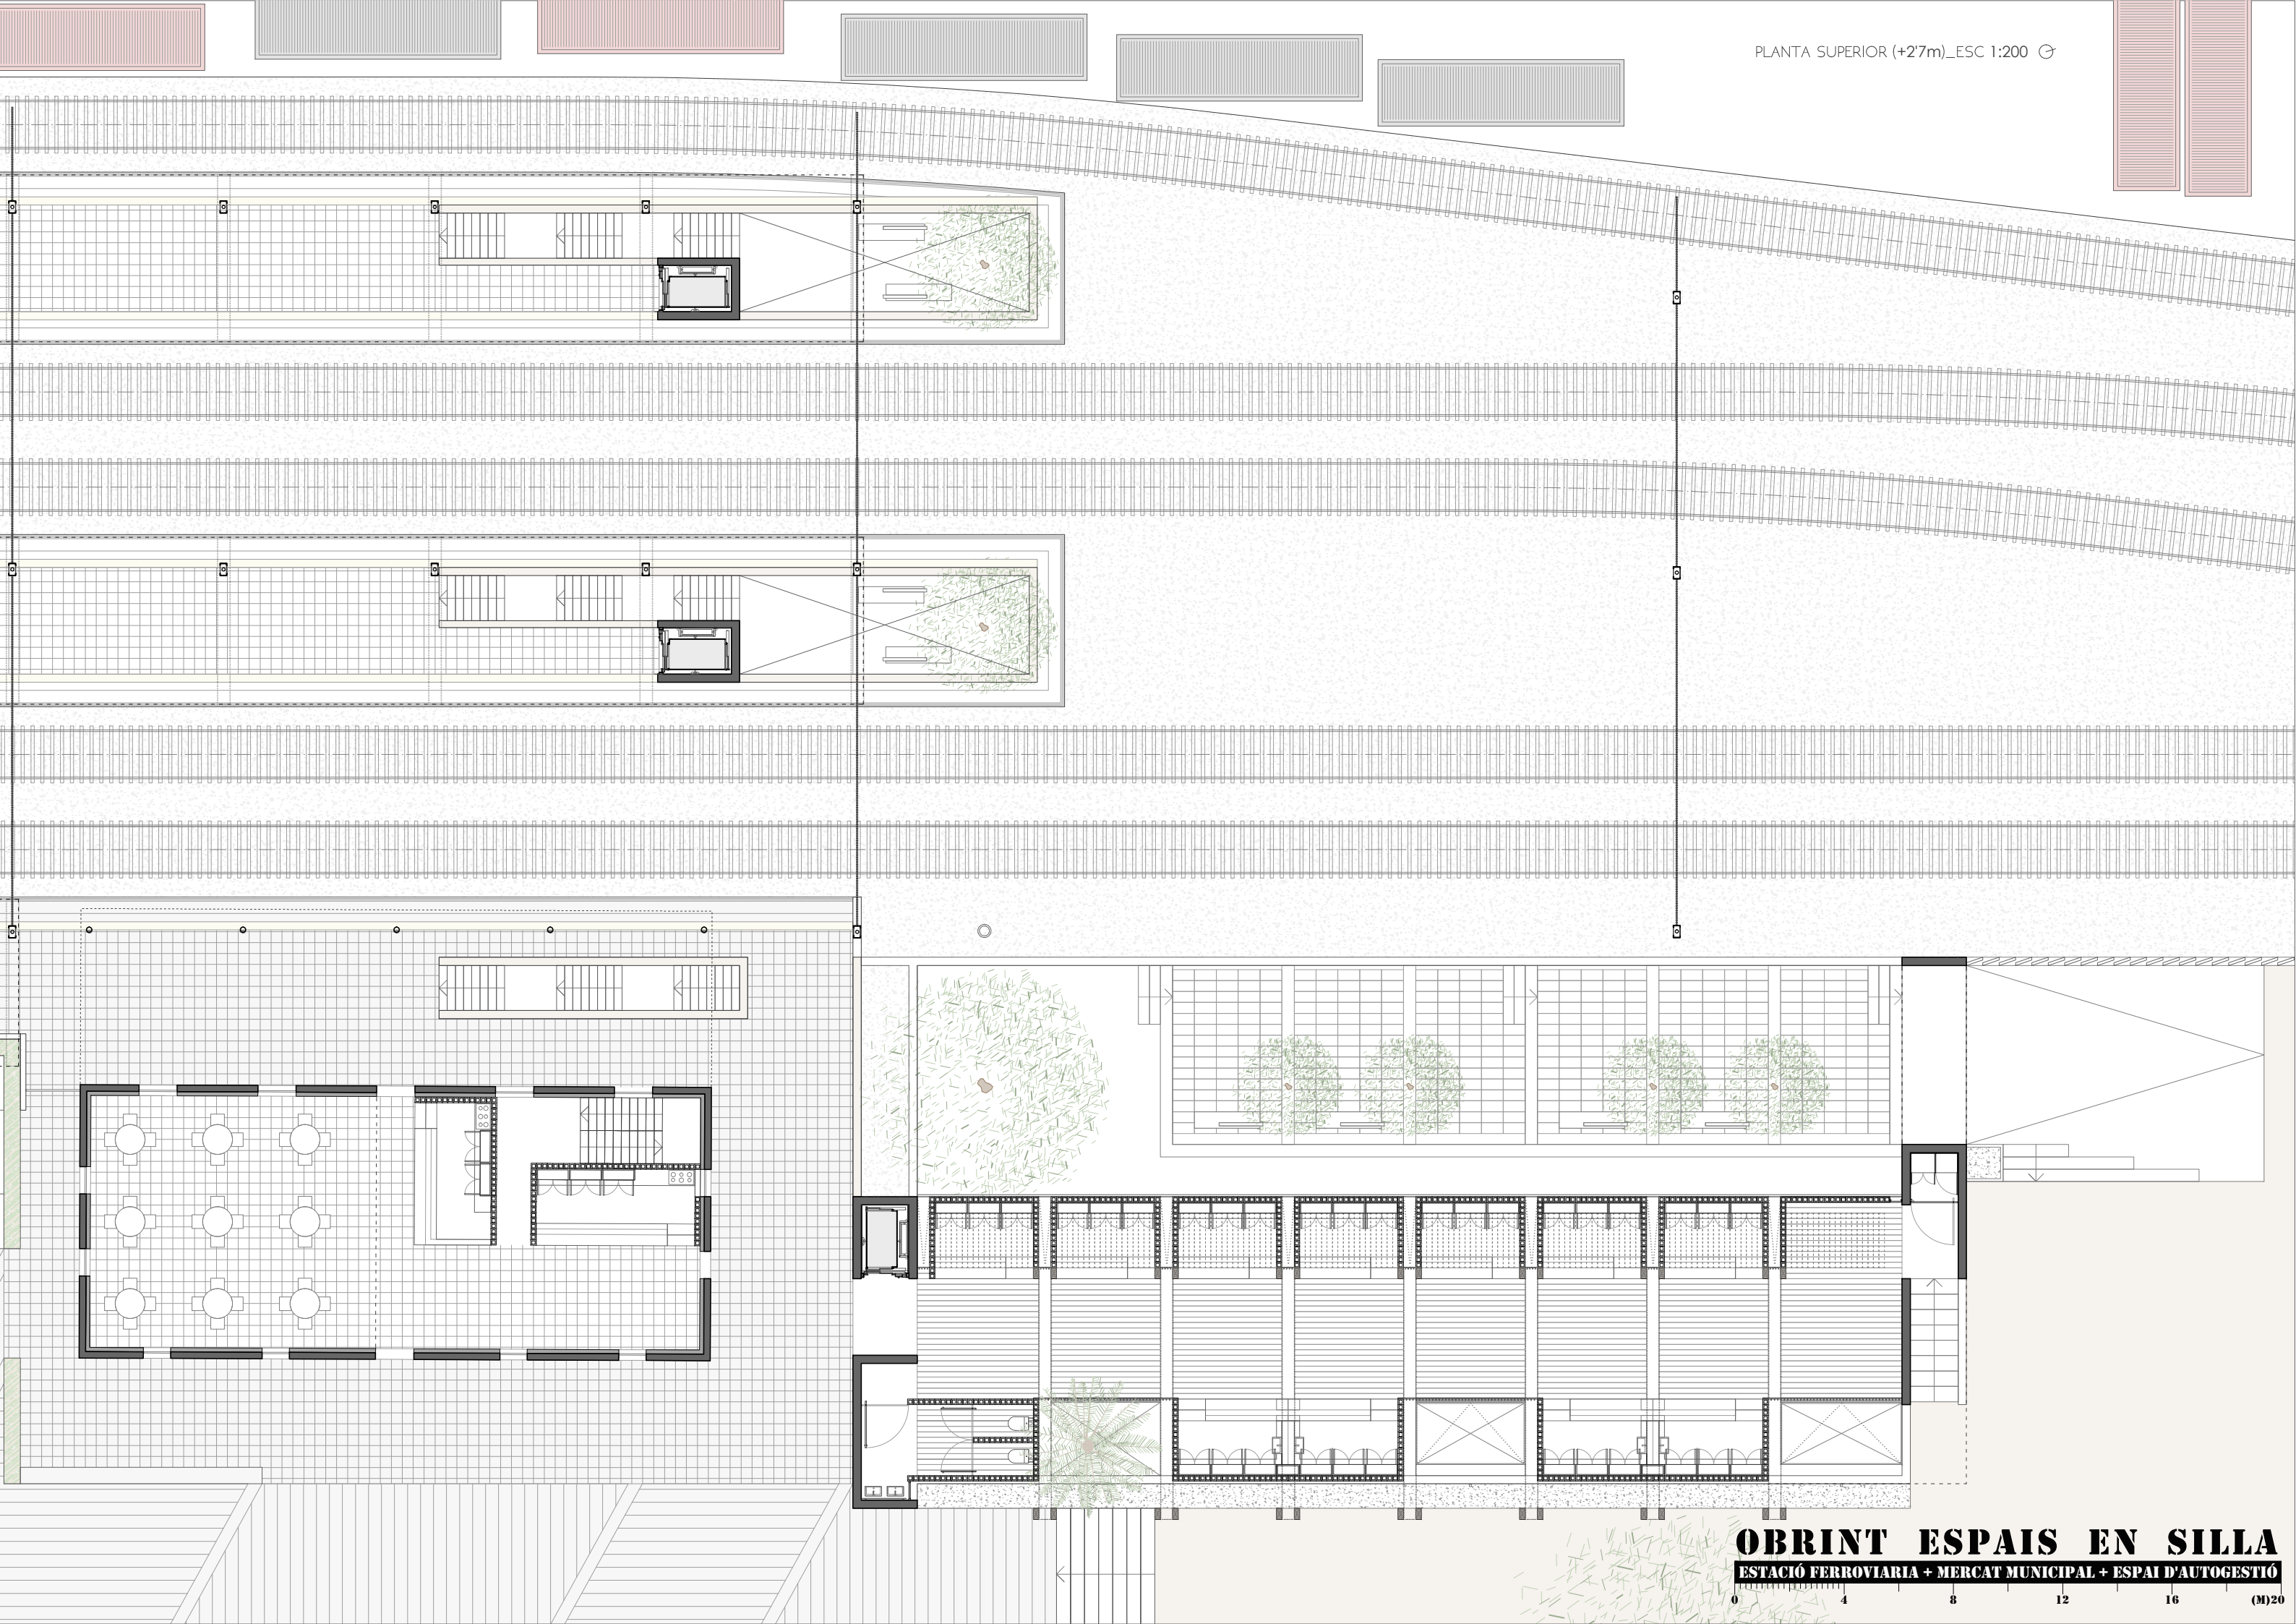 PLANTA SUPERIOR (+2'7m)_ESC 1:200
OBRINT ESPAIS EN SILLA
ESTACIÓ FERROVIARIA + MERCAT MUNICIPAL + ESPAI D'AUTOGESTIÓ
0 4 8 12 16 (M)20